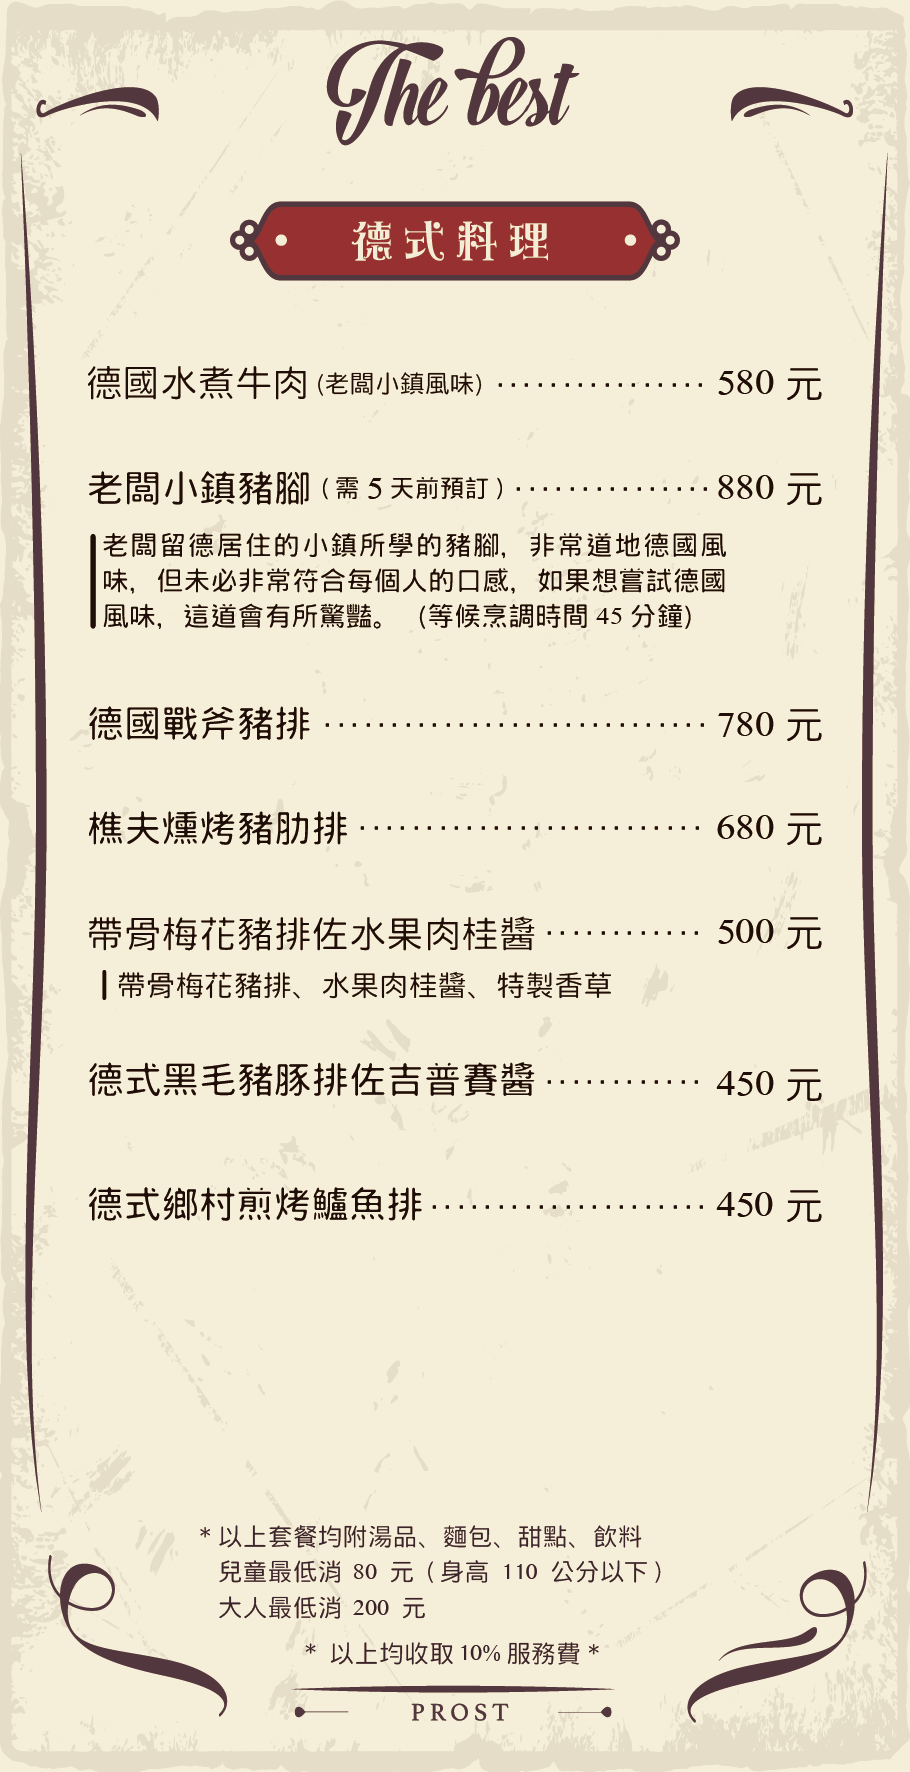 The best
德式料理
德國水煮牛肉 (老闆小鎮風味) ················ 580 元
老闆小鎮豬腳 ( 需 5 天前預訂 ) ··············· 880 元
老闆留德居住的小鎮所學的豬腳，非常道地德國風
味，但未必非常符合每個人的口感，如果想嘗試德國
風味，這道會有所驚豔。（等候烹調時間 45 分鐘）
德國戰斧豬排 ····························· 780 元
樵夫燻烤豬肋排 ·························· 680 元
帶骨梅花豬排佐水果肉桂醬 ············ 500 元
帶骨梅花豬排、水果肉桂醬、特製香草
德式黑毛豬豚排佐吉普賽醬 ············ 450 元
德式鄉村煎烤鱸魚排 ····················· 450 元
* 以上套餐均附湯品、麵包、甜點、飲料
兒童最低消 80 元 ( 身高 110 公分以下 )
大人最低消 200 元
* 以上均收取 10% 服務費 *
PROST